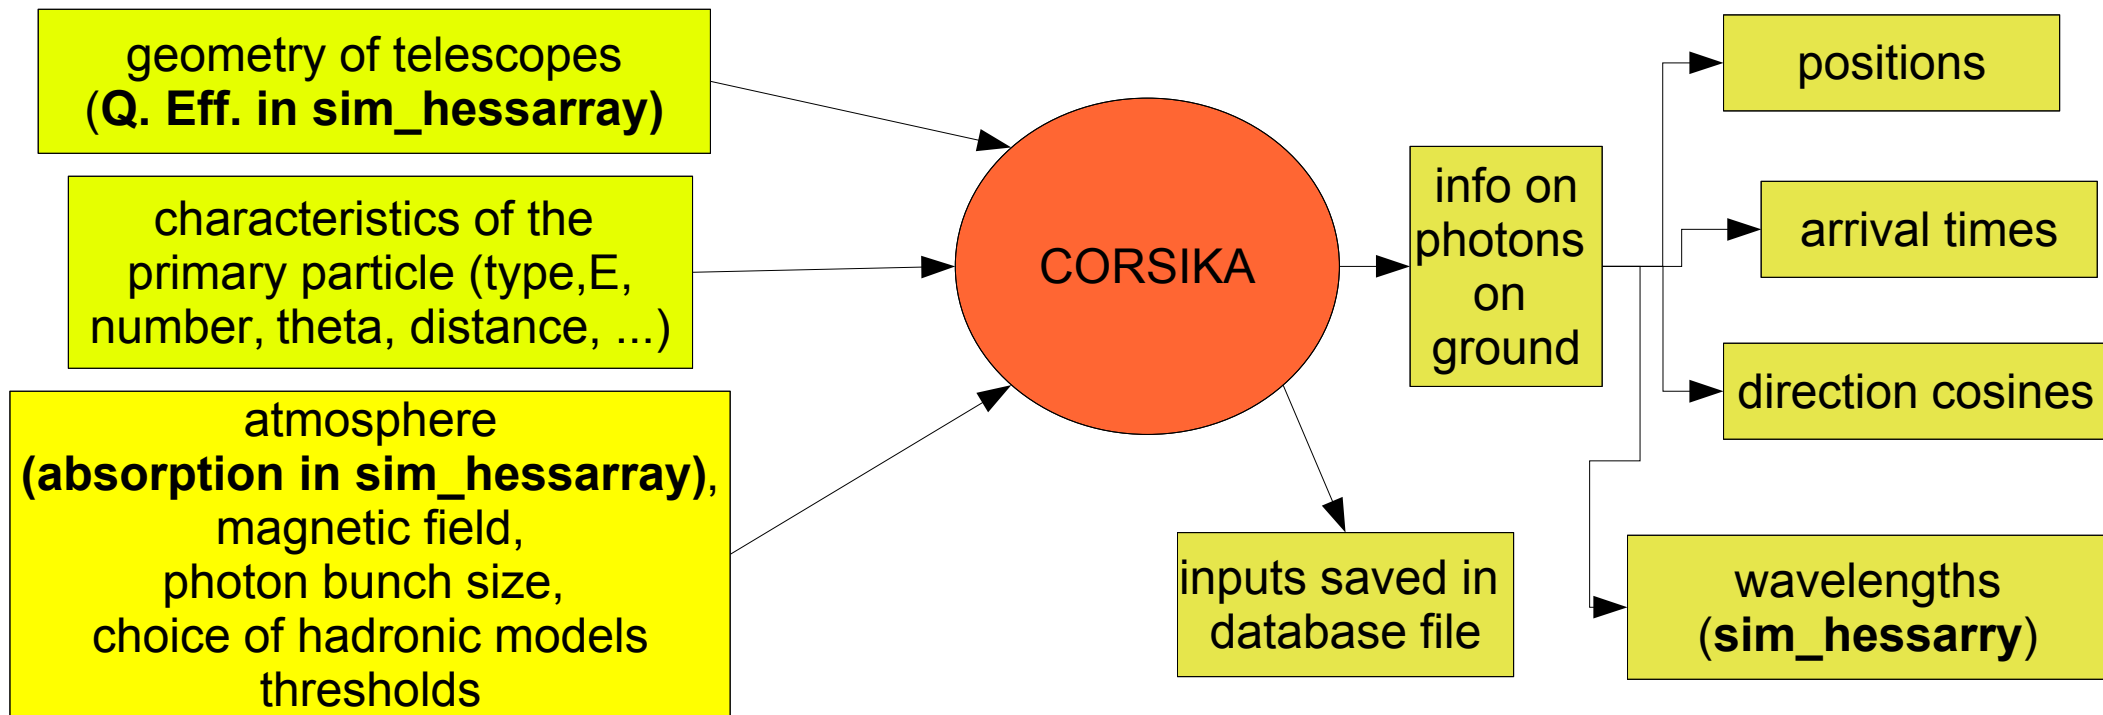 geometry of telescopes
(Q. Eff. in sim_hessarray)
characteristics of the
primary particle (type,E,
number, theta, distance, ...)
atmosphere
(absorption in sim_hessarray),
magnetic field,
photon bunch size,
choice of hadronic models
thresholds
CORSIKA
inputs saved in
database file
info on
photons
on
ground
positions
arrival times
direction cosines
wavelengths
(sim_hessarry)